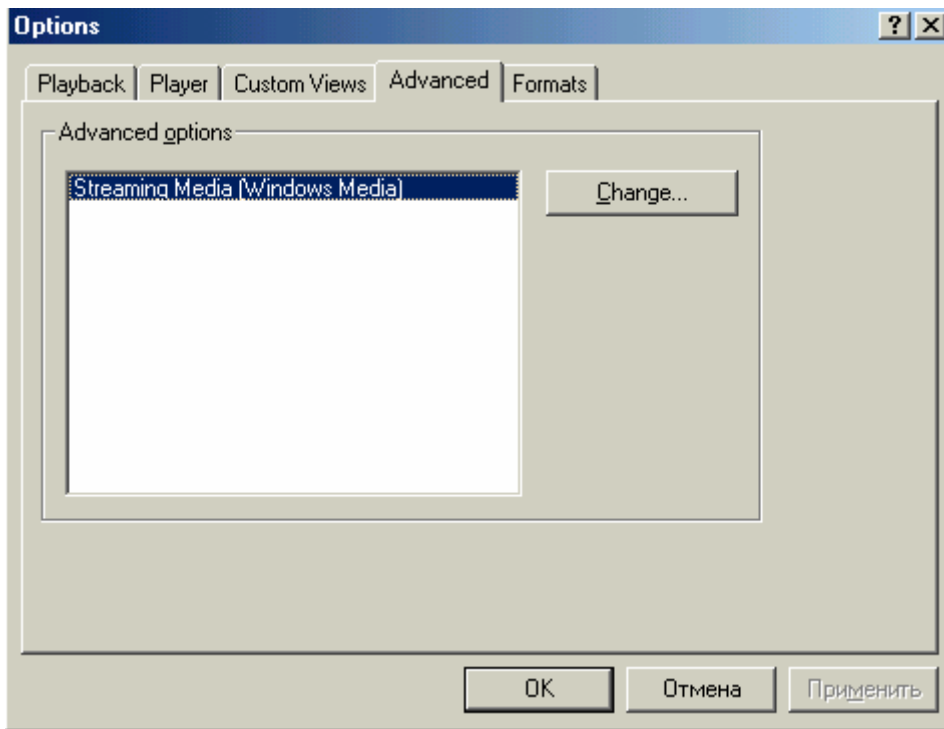 Options
Playback Player Custom Views Advanced Formats
Advanced options
Streaming Media (Windows Media)
Change...
OK Отмена Применить